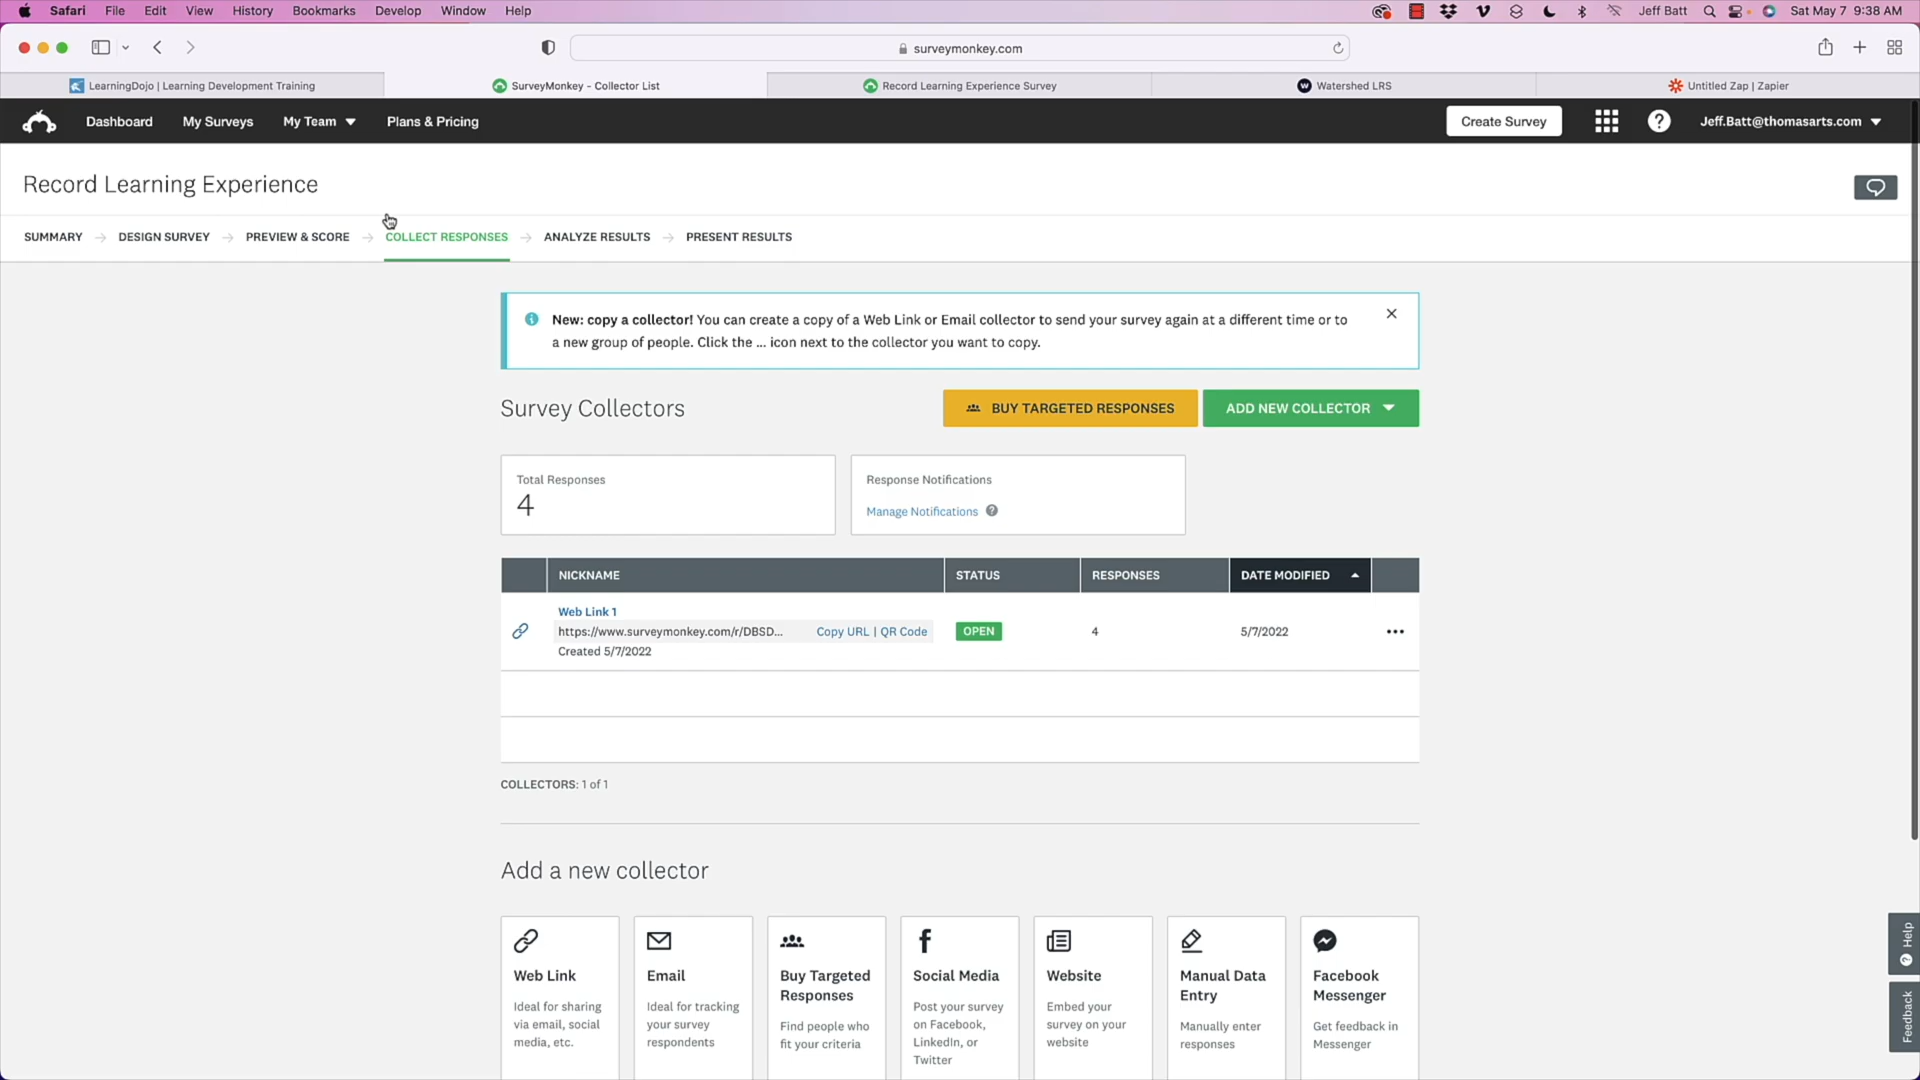 Safari File Edit View History Bookmarks Develop Window Help Jeff Batt Sat May 7 9:38 AM
surveymonkey.com
LearningDojo | Learning Development Training SurveyMonkey - Collector List Record Learning Experience Survey Watershed LRS Untitled Zap | Zapier
Dashboard My Surveys My Team Plans & Pricing Create Survey Jeff.Batt@thomasarts.com
Record Learning Experience
SUMMARY DESIGN SURVEY PREVIEW & SCORE COLLECT RESPONSES ANALYZE RESULTS PRESENT RESULTS
New: copy a collector! You can create a copy of a Web Link or Email collector to send your survey again at a different time or to
a new group of people. Click the ... icon next to the collector you want to copy.
Survey Collectors BUY TARGETED RESPONSES ADD NEW COLLECTOR
Total Responses
4
Response Notifications
Manage Notifications
NICKNAME STATUS RESPONSES DATE MODIFIED
Web Link 1
https://www.surveymonkey.com/r/DBSD... Copy URL | QR Code OPEN 4 5/7/2022
Created 5/7/2022
COLLECTORS: 1 of 1
Add a new collector
Web Link
Ideal for sharing
via email, social
media, etc.
Email
Ideal for tracking
your survey
respondents
Buy Targeted
Responses
Find people who
fit your criteria
Social Media
Post your survey
on Facebook,
LinkedIn, or
Twitter
Website
Embed your
survey on your
website
Manual Data
Entry
Manually enter
responses
Facebook
Messenger
Get feedback in
Messenger
Help
Feedback